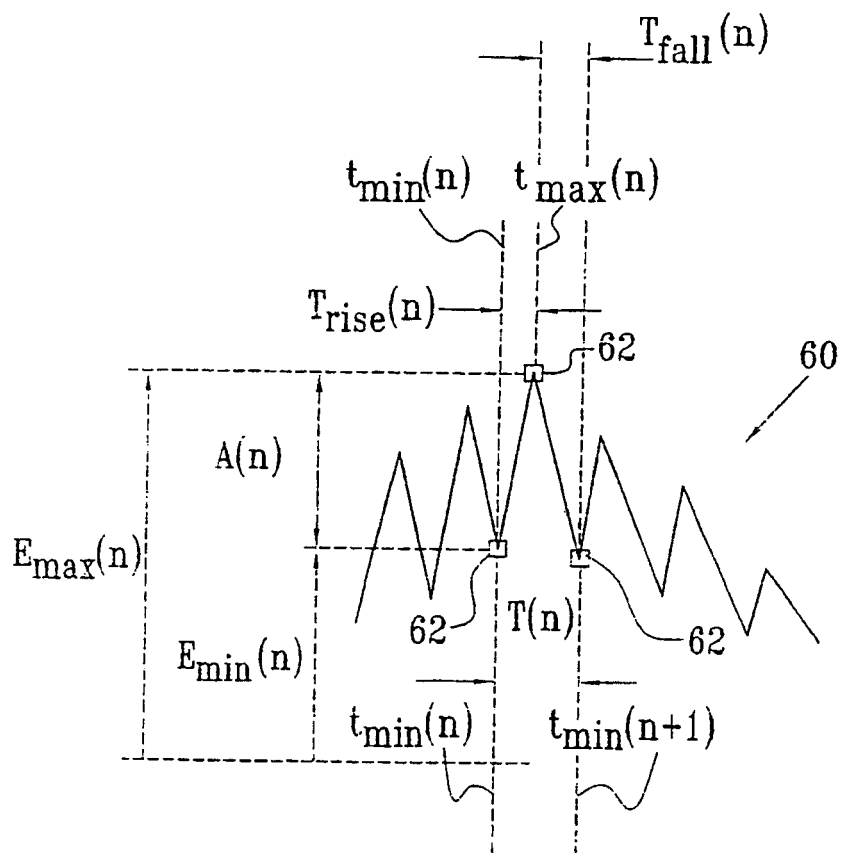 T_fall(n)
t_min(n) t_max(n)
T_rise(n)
62
60
A(n)
E_max(n)
62 T(n) 62
E_min(n)
t_min(n) t_min(n+1)